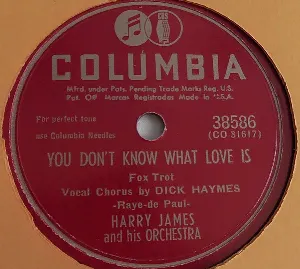 COLUMBIA
Mfrd. under Pats. Pending Trade Marks Reg. U.S.
Pat. Off Marcas Registradas Made in U.S.A.
For perfect tone
use Columbia Needles
38586
(CO 31617)
YOU DON'T KNOW WHAT LOVE IS
Fox Trot
Vocal Chorus by DICK HAYMES
-Raye-de Paul-
HARRY JAMES
and his ORCHESTRA